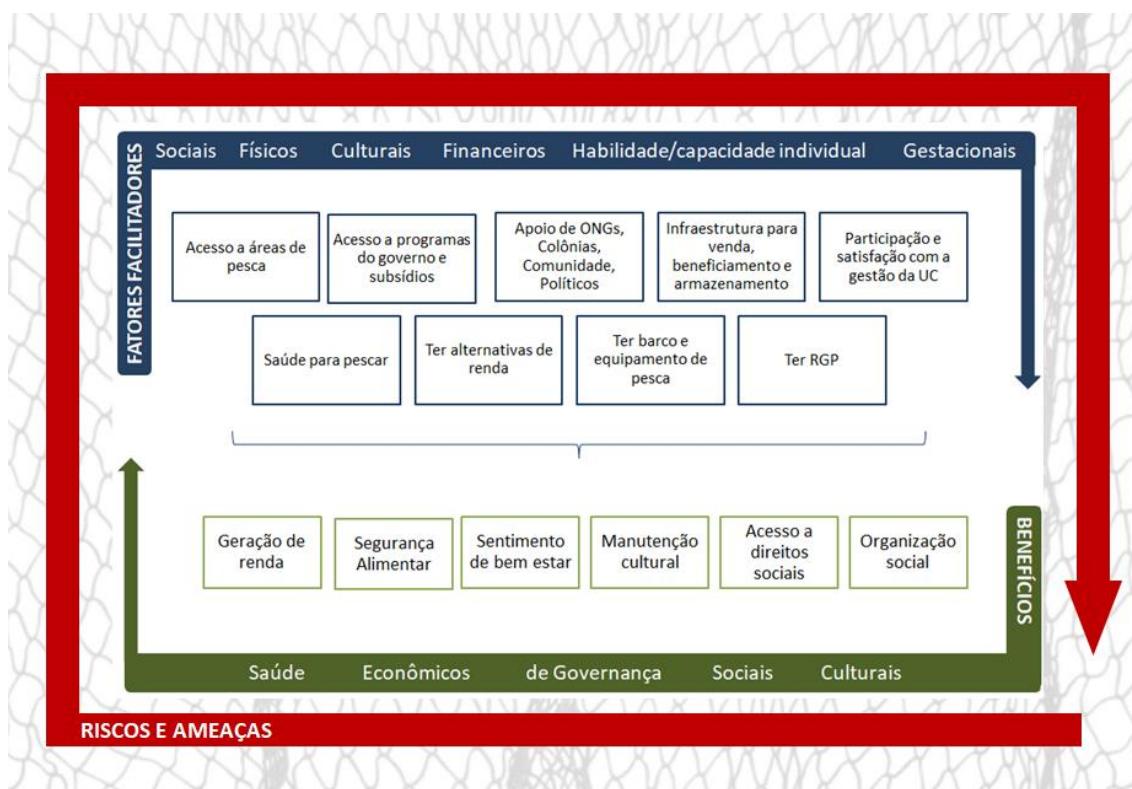 FATORES FACILITADORES
Sociais Físicos Culturais Financeiros Habilidade/capacidade individual Gestacionais
Acesso a áreas de
pesca
Acesso a programas
do governo e
subsídios
Apoio de ONGs,
Colônias,
Comunidade,
Políticos
Infraestrutura para
venda,
beneficiamento e
armazenamento
Participação e
satisfação com a
gestão da UC
Saúde para pescar
Ter alternativas de
renda
Ter barco e
equipamento de
pesca
Ter RGP
Geração de
renda
Segurança
Alimentar
Sentimento
de bem estar
Manutenção
cultural
Acesso a
direitos
sociais
Organização
social
BENEFÍCIOS
Saúde Econômicos de Governança Sociais Culturais
RISCOS E AMEAÇAS